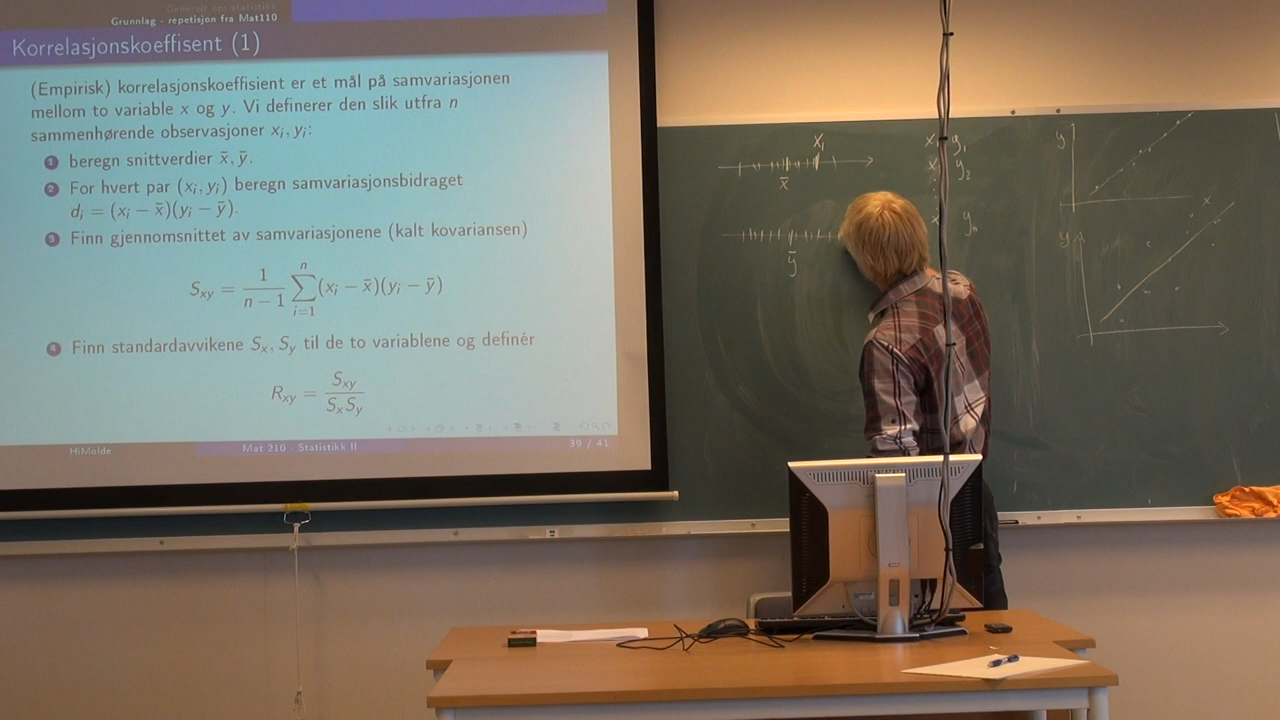 Generelt om statistikk
Grunnlag - repetisjon fra Mat110
Korrelasjonskoeffisent (1)
(Empirisk) korrelasjonskoeffisient er et mål på samvariasjonen
mellom to variable x og y. Vi definerer den slik utfra n
sammenhørende observasjoner xᵢ, yᵢ:
1 beregn snittverdier x̄, ȳ.
2 For hvert par (xᵢ, yᵢ) beregn samvariasjonsbidraget
dᵢ = (xᵢ − x̄)(yᵢ − ȳ).
3 Finn gjennomsnittet av samvariasjonene (kalt kovariansen)
Sxy = 1/(n − 1) ∑ᵢ₌₁ⁿ (xᵢ − x̄)(yᵢ − ȳ)
4 Finn standardavvikene Sx, Sy til de to variablene og definér
Rxy = Sxy / SxSy
HiMolde Mat 210 - Statistikk II 39 / 41
xᵢ
x̄
ȳ
x₁ y₁
x y₂
x yₙ
y
x
y